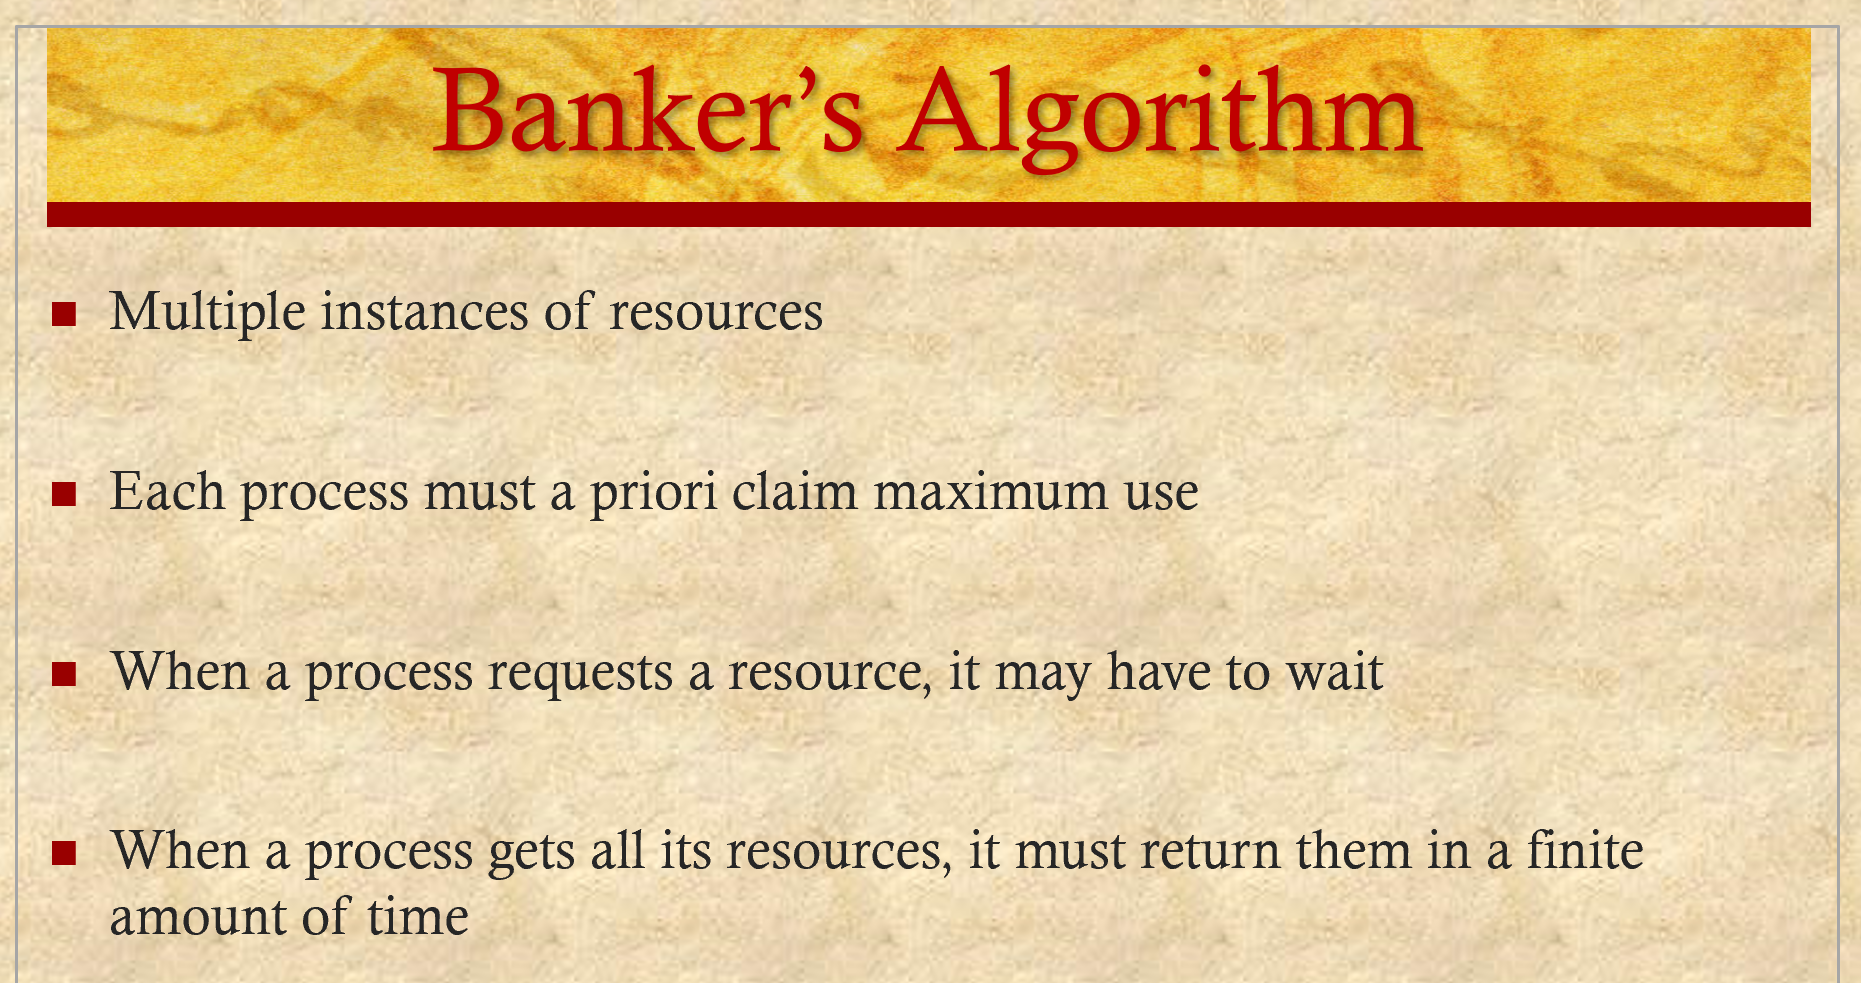 Banker’s Algorithm
Multiple instances of resources
Each process must a priori claim maximum use
When a process requests a resource, it may have to wait
When a process gets all its resources, it must return them in a finite
amount of time